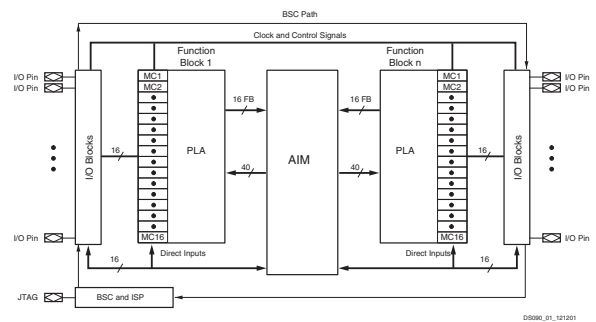 BSC Path
Clock and Control Signals
Function
Block 1
Function
Block n
I/O Pin
I/O Pin
I/O Pin
I/O Blocks
16
MC1
MC2
MC16
PLA
16 FB
40
AIM
16 FB
40
PLA
MC1
MC2
MC16
16
I/O Blocks
I/O Pin
I/O Pin
I/O Pin
16
Direct Inputs
Direct Inputs
16
JTAG
BSC and ISP
DS090_01_121201